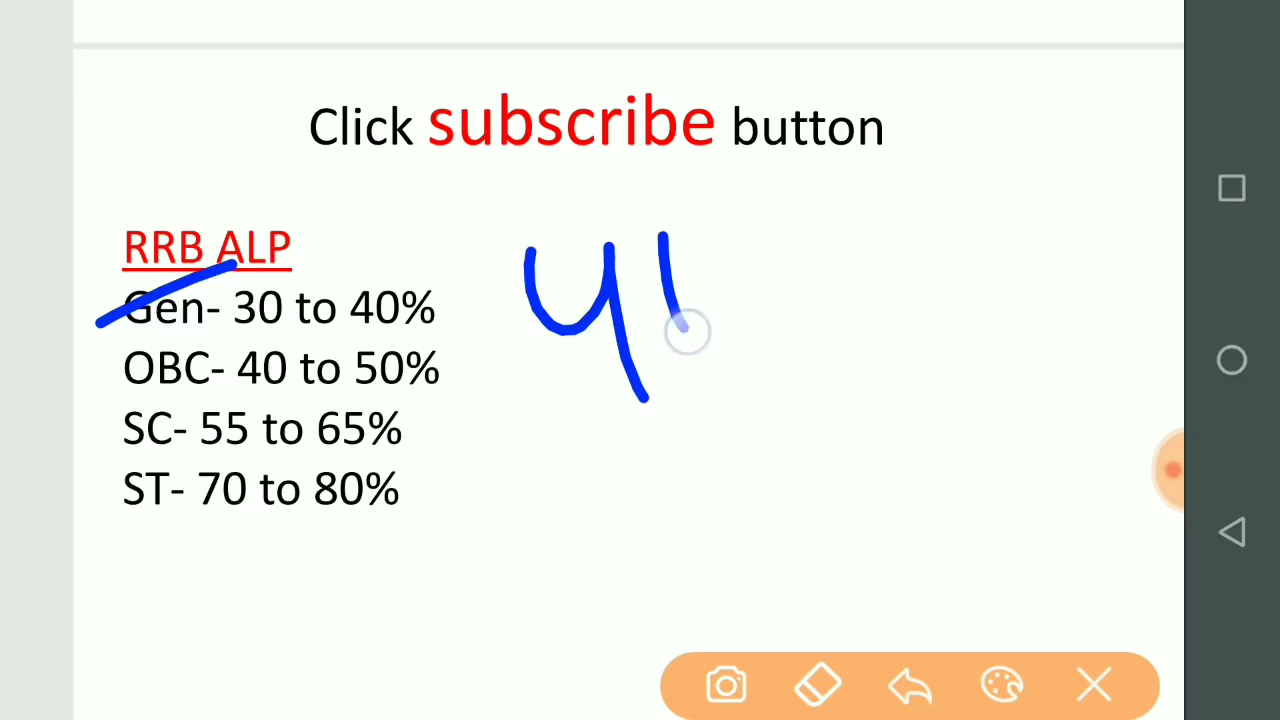 Click subscribe button
RRB ALP
Gen- 30 to 40%
OBC- 40 to 50%
SC- 55 to 65%
ST- 70 to 80%